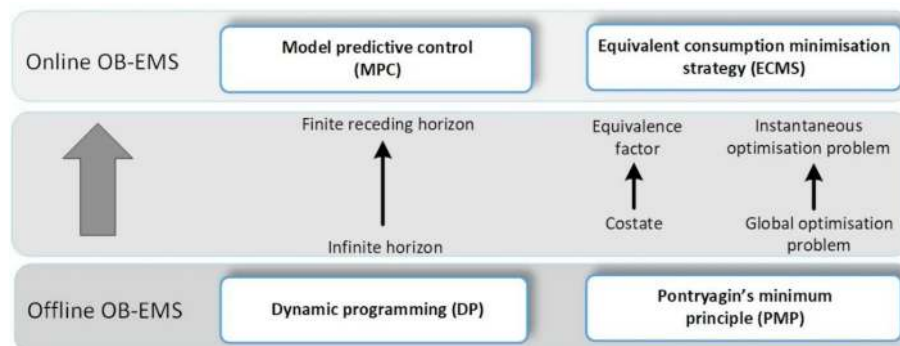 Online OB-EMS
Model predictive control
(MPC)
Equivalent consumption minimisation
strategy (ECMS)
Finite receding horizon
Infinite horizon
Equivalence
factor
Costate
Instantaneous
optimisation problem
Global optimisation
problem
Offline OB-EMS
Dynamic programming (DP)
Pontryagin's minimum
principle (PMP)